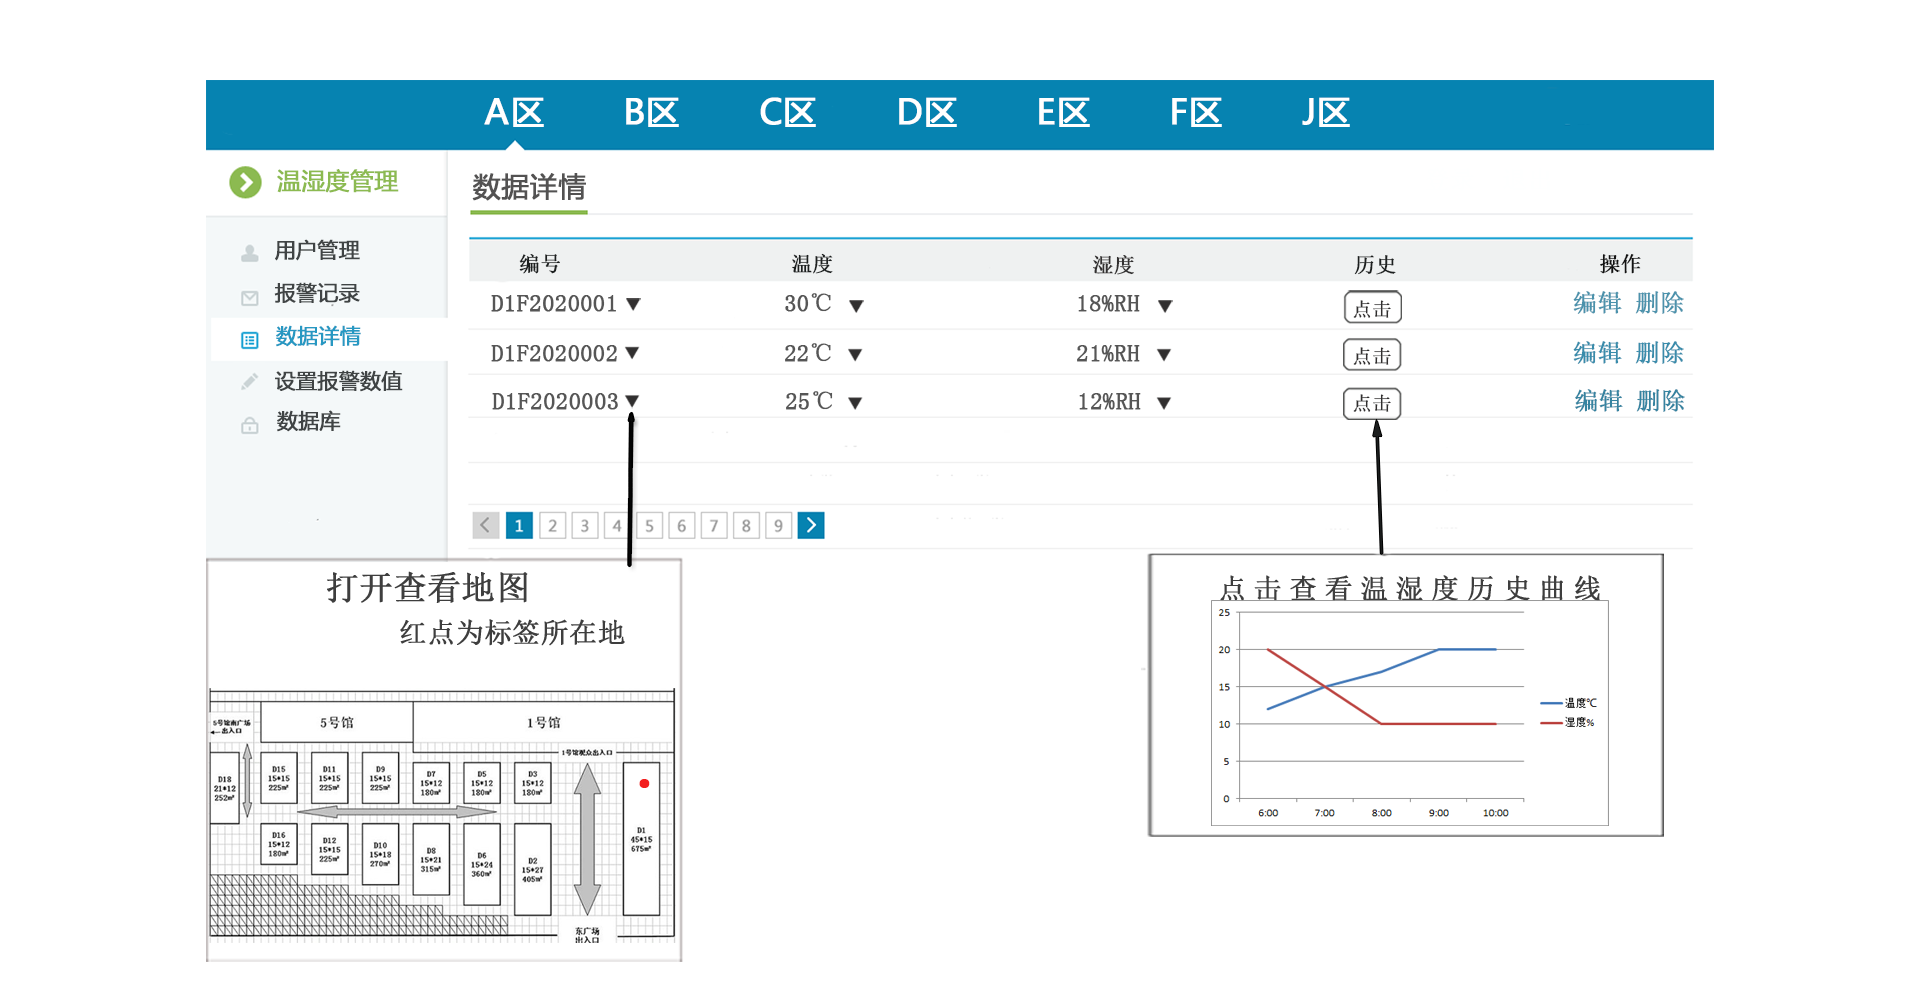 A区 B区 C区 D区 E区 F区 J区
温湿度管理
用户管理
报警记录
数据详情
设置报警数值
数据库
数据详情
编号 温度 湿度 历史 操作
D1F2020001▼ 30℃ ▼ 18%RH ▼ 点击 编辑 删除
D1F2020002▼ 22℃ ▼ 21%RH ▼ 点击 编辑 删除
D1F2020003▼ 25℃ ▼ 12%RH ▼ 点击 编辑 删除
< 1 2 3 4 5 6 7 8 9 >
打开查看地图
红点为标签所在地
5号馆南广场
出入口
5号馆
1号馆
1号馆观众出入口
D18
21*12
252㎡
D15
15*15
225㎡
D11
15*15
225㎡
D9
15*15
225㎡
D7
15*12
180㎡
D5
15*12
180㎡
D3
15*12
180㎡
D1
45*15
675㎡
D16
15*12
180㎡
D12
15*15
225㎡
D10
15*18
270㎡
D8
15*21
315㎡
D6
15*24
360㎡
D2
15*27
405㎡
东广场
出入口
点击查看温湿度历史曲线
25
20
15
10
5
0
6:00 7:00 8:00 9:00 10:00
温度℃
湿度%